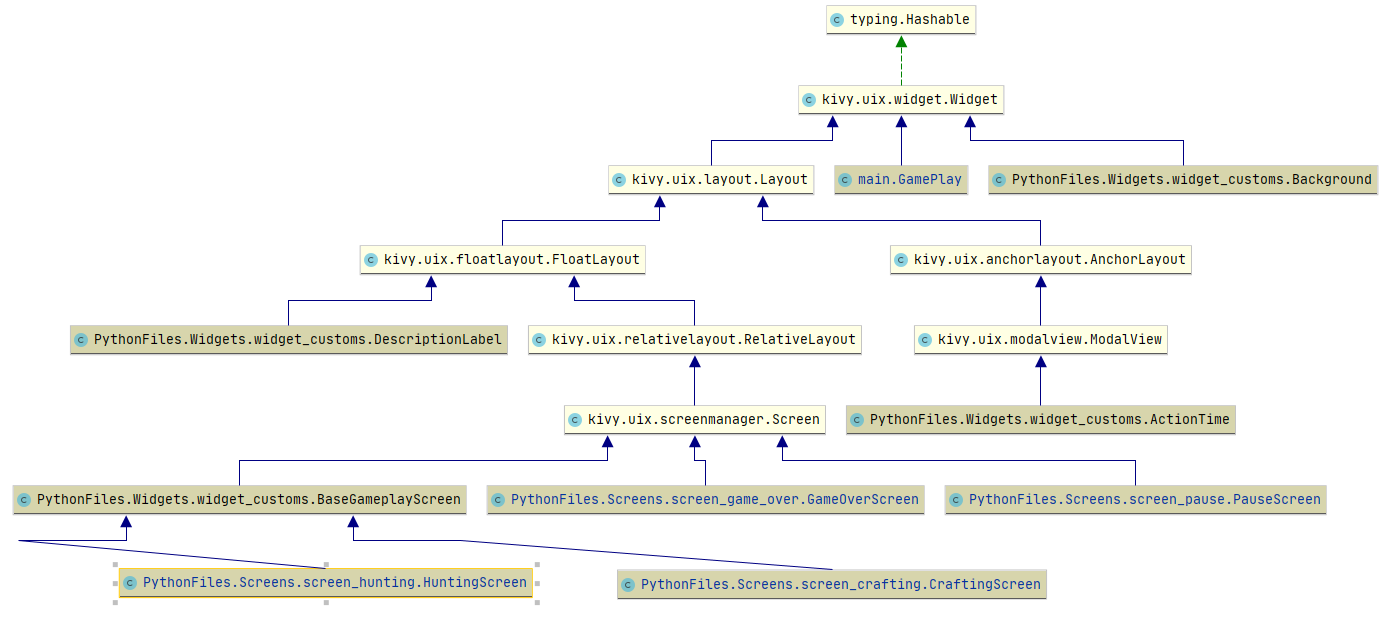 C typing.Hashable
C kivy.uix.widget.Widget
C kivy.uix.layout.Layout
C main.GamePlay
C PythonFiles.Widgets.widget_customs.Background
C kivy.uix.floatlayout.FloatLayout
C kivy.uix.anchorlayout.AnchorLayout
C PythonFiles.Widgets.widget_customs.DescriptionLabel
C kivy.uix.relativelayout.RelativeLayout
C kivy.uix.modalview.ModalView
C kivy.uix.screenmanager.Screen
C PythonFiles.Widgets.widget_customs.ActionTime
C PythonFiles.Widgets.widget_customs.BaseGameplayScreen
C PythonFiles.Screens.screen_game_over.GameOverScreen
C PythonFiles.Screens.screen_pause.PauseScreen
C PythonFiles.Screens.screen_hunting.HuntingScreen
C PythonFiles.Screens.screen_crafting.CraftingScreen